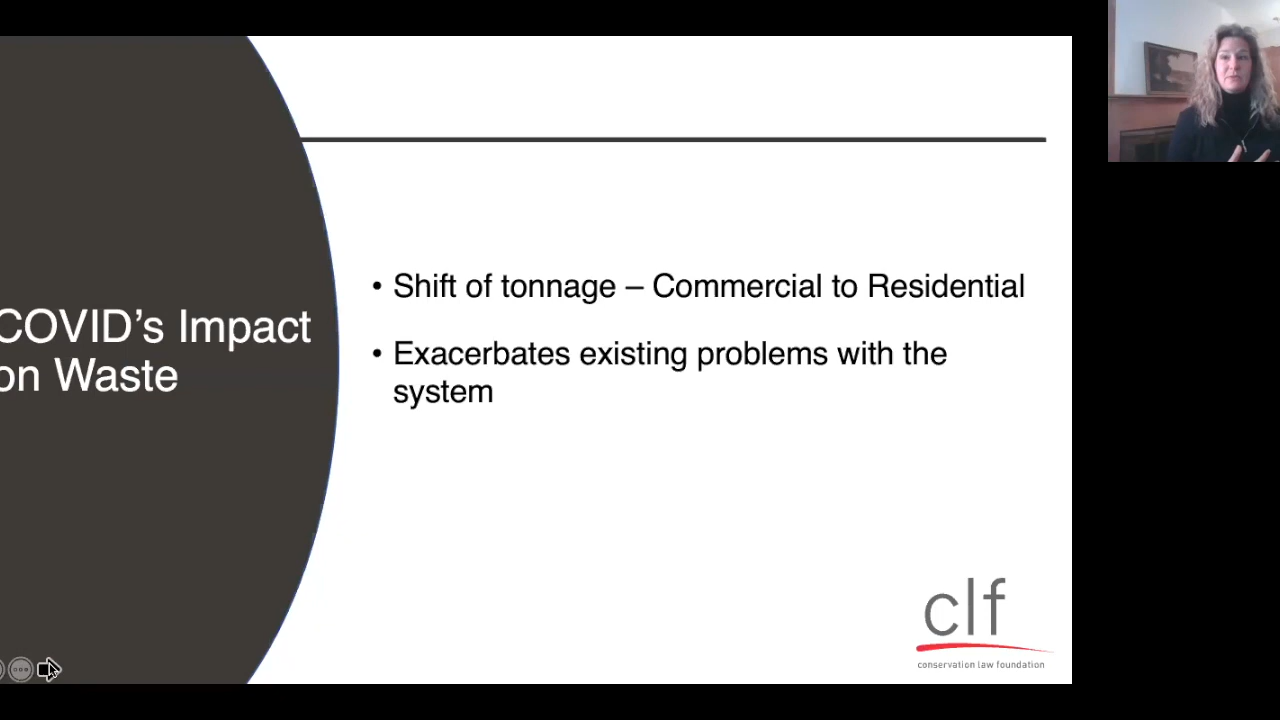 COVID’s Impact
on Waste
• Shift of tonnage – Commercial to Residential
• Exacerbates existing problems with the
system
clf
conservation law foundation